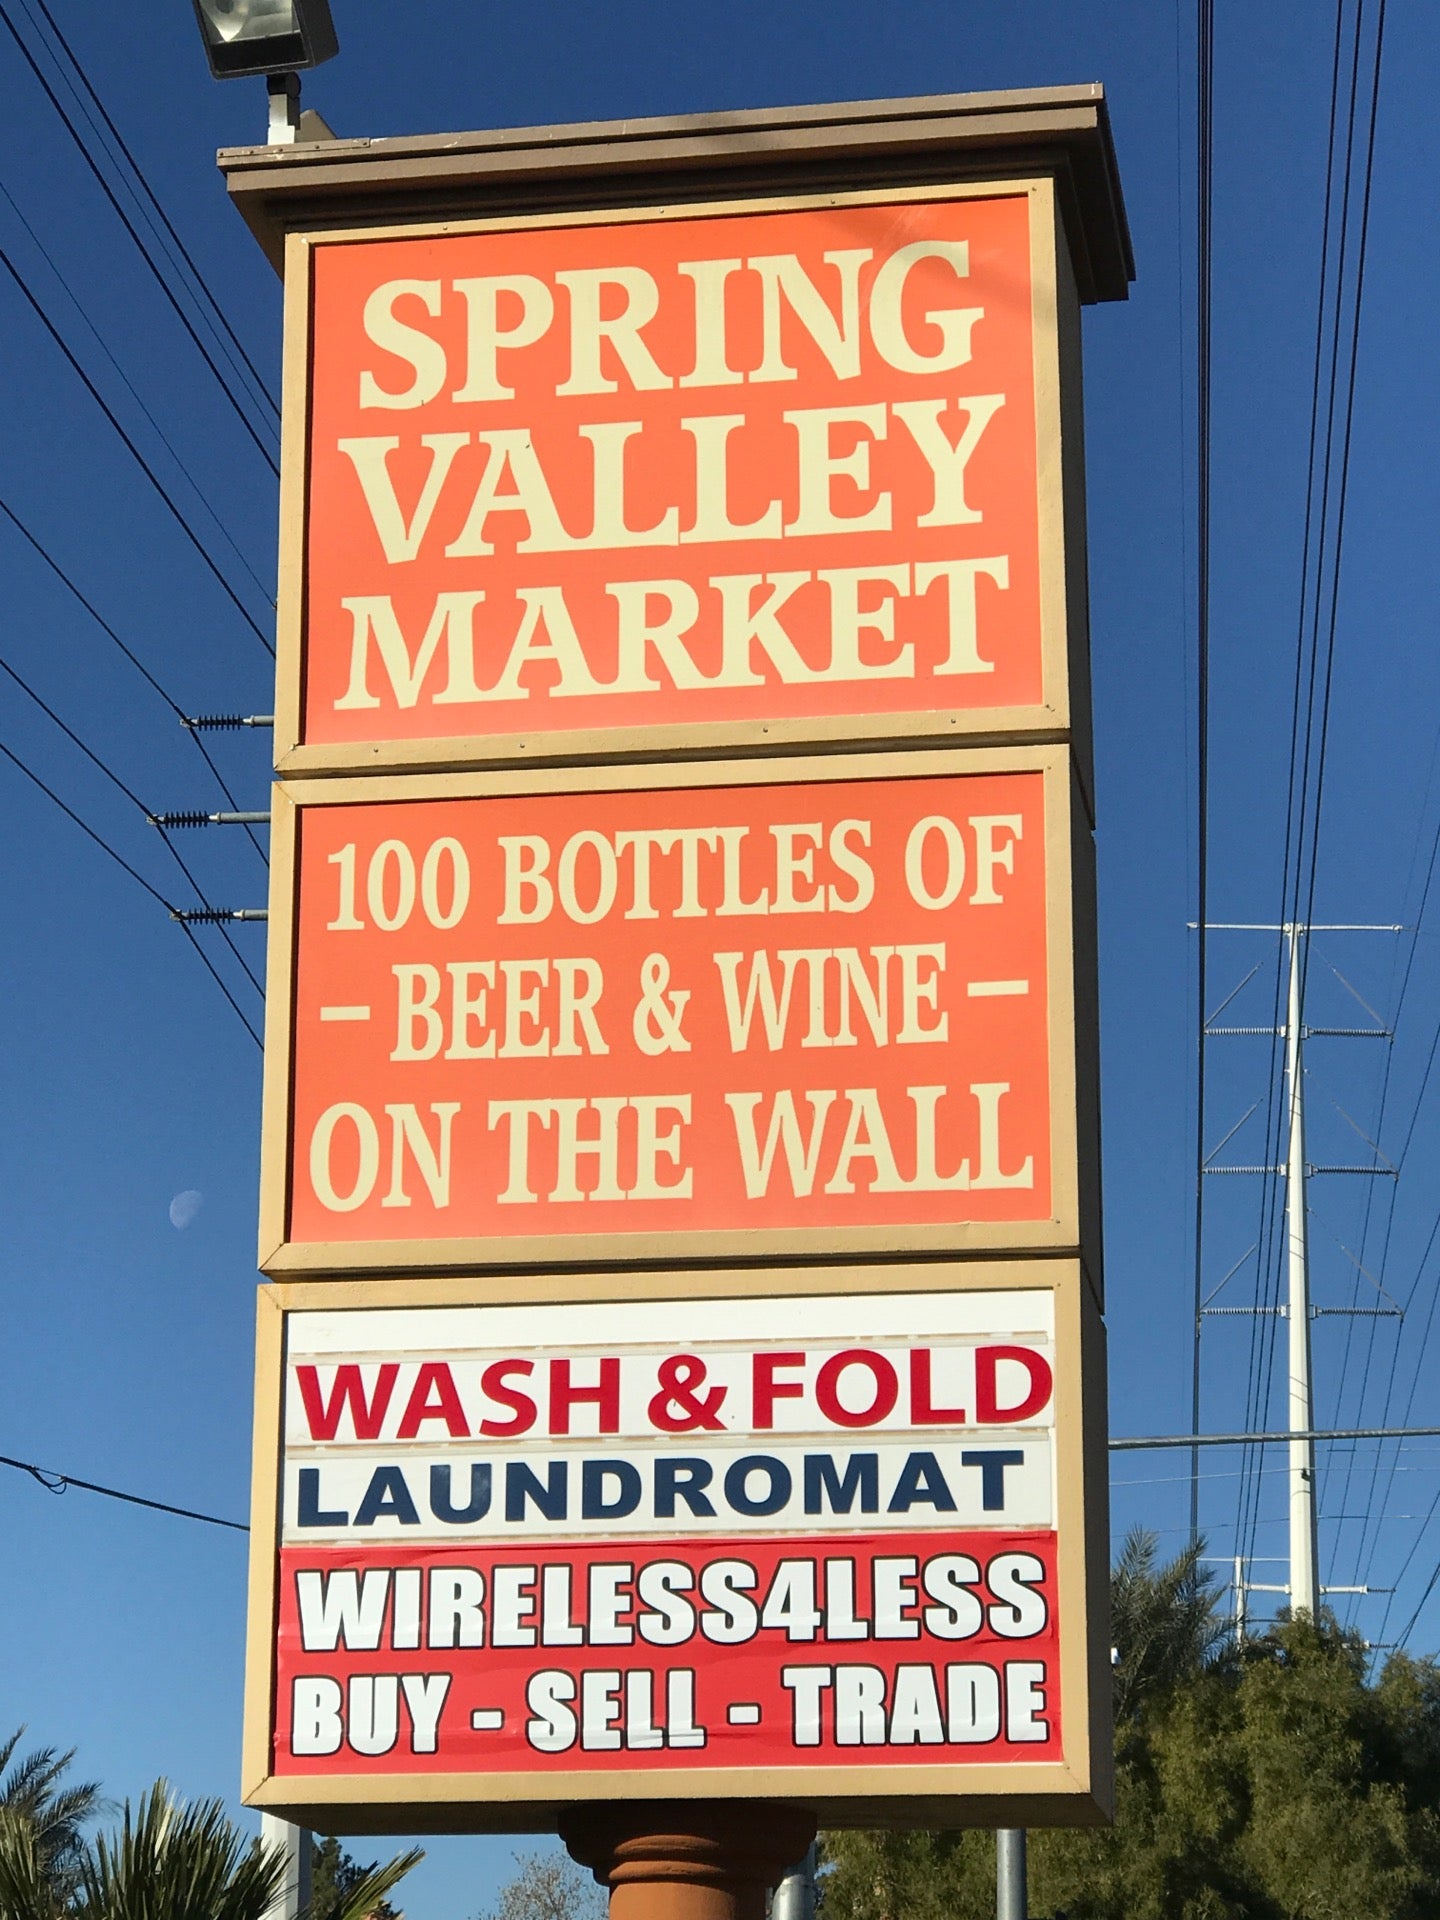 SPRING
VALLEY
MARKET
100 BOTTLES OF
- BEER & WINE -
ON THE WALL
WASH & FOLD
LAUNDROMAT
WIRELESS4LESS
BUY - SELL - TRADE